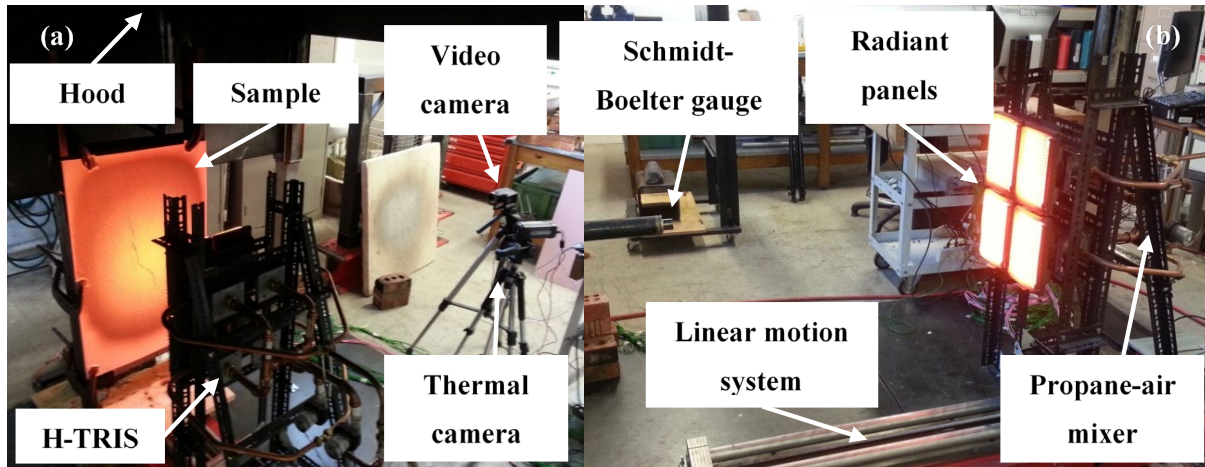 (a)
Hood
Sample
Video
camera
H-TRIS
Thermal
camera
Schmidt-
Boelter gauge
Radiant
panels
(b)
Linear motion
system
Propane-air
mixer